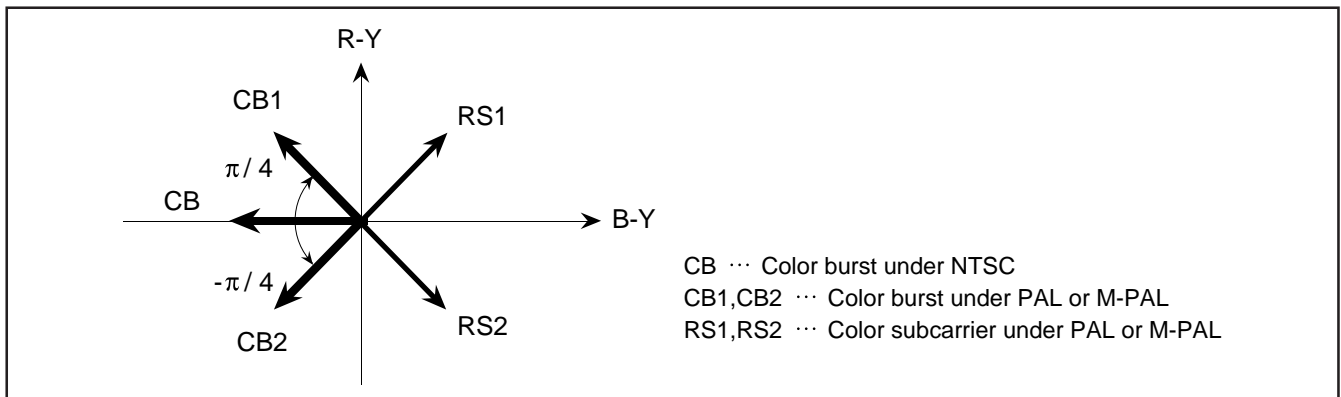 R-Y
CB1
RS1
π/4
CB
B-Y
-π/4
CB2
RS2
CB ··· Color burst under NTSC
CB1,CB2 ··· Color burst under PAL or M-PAL
RS1,RS2 ··· Color subcarrier under PAL or M-PAL